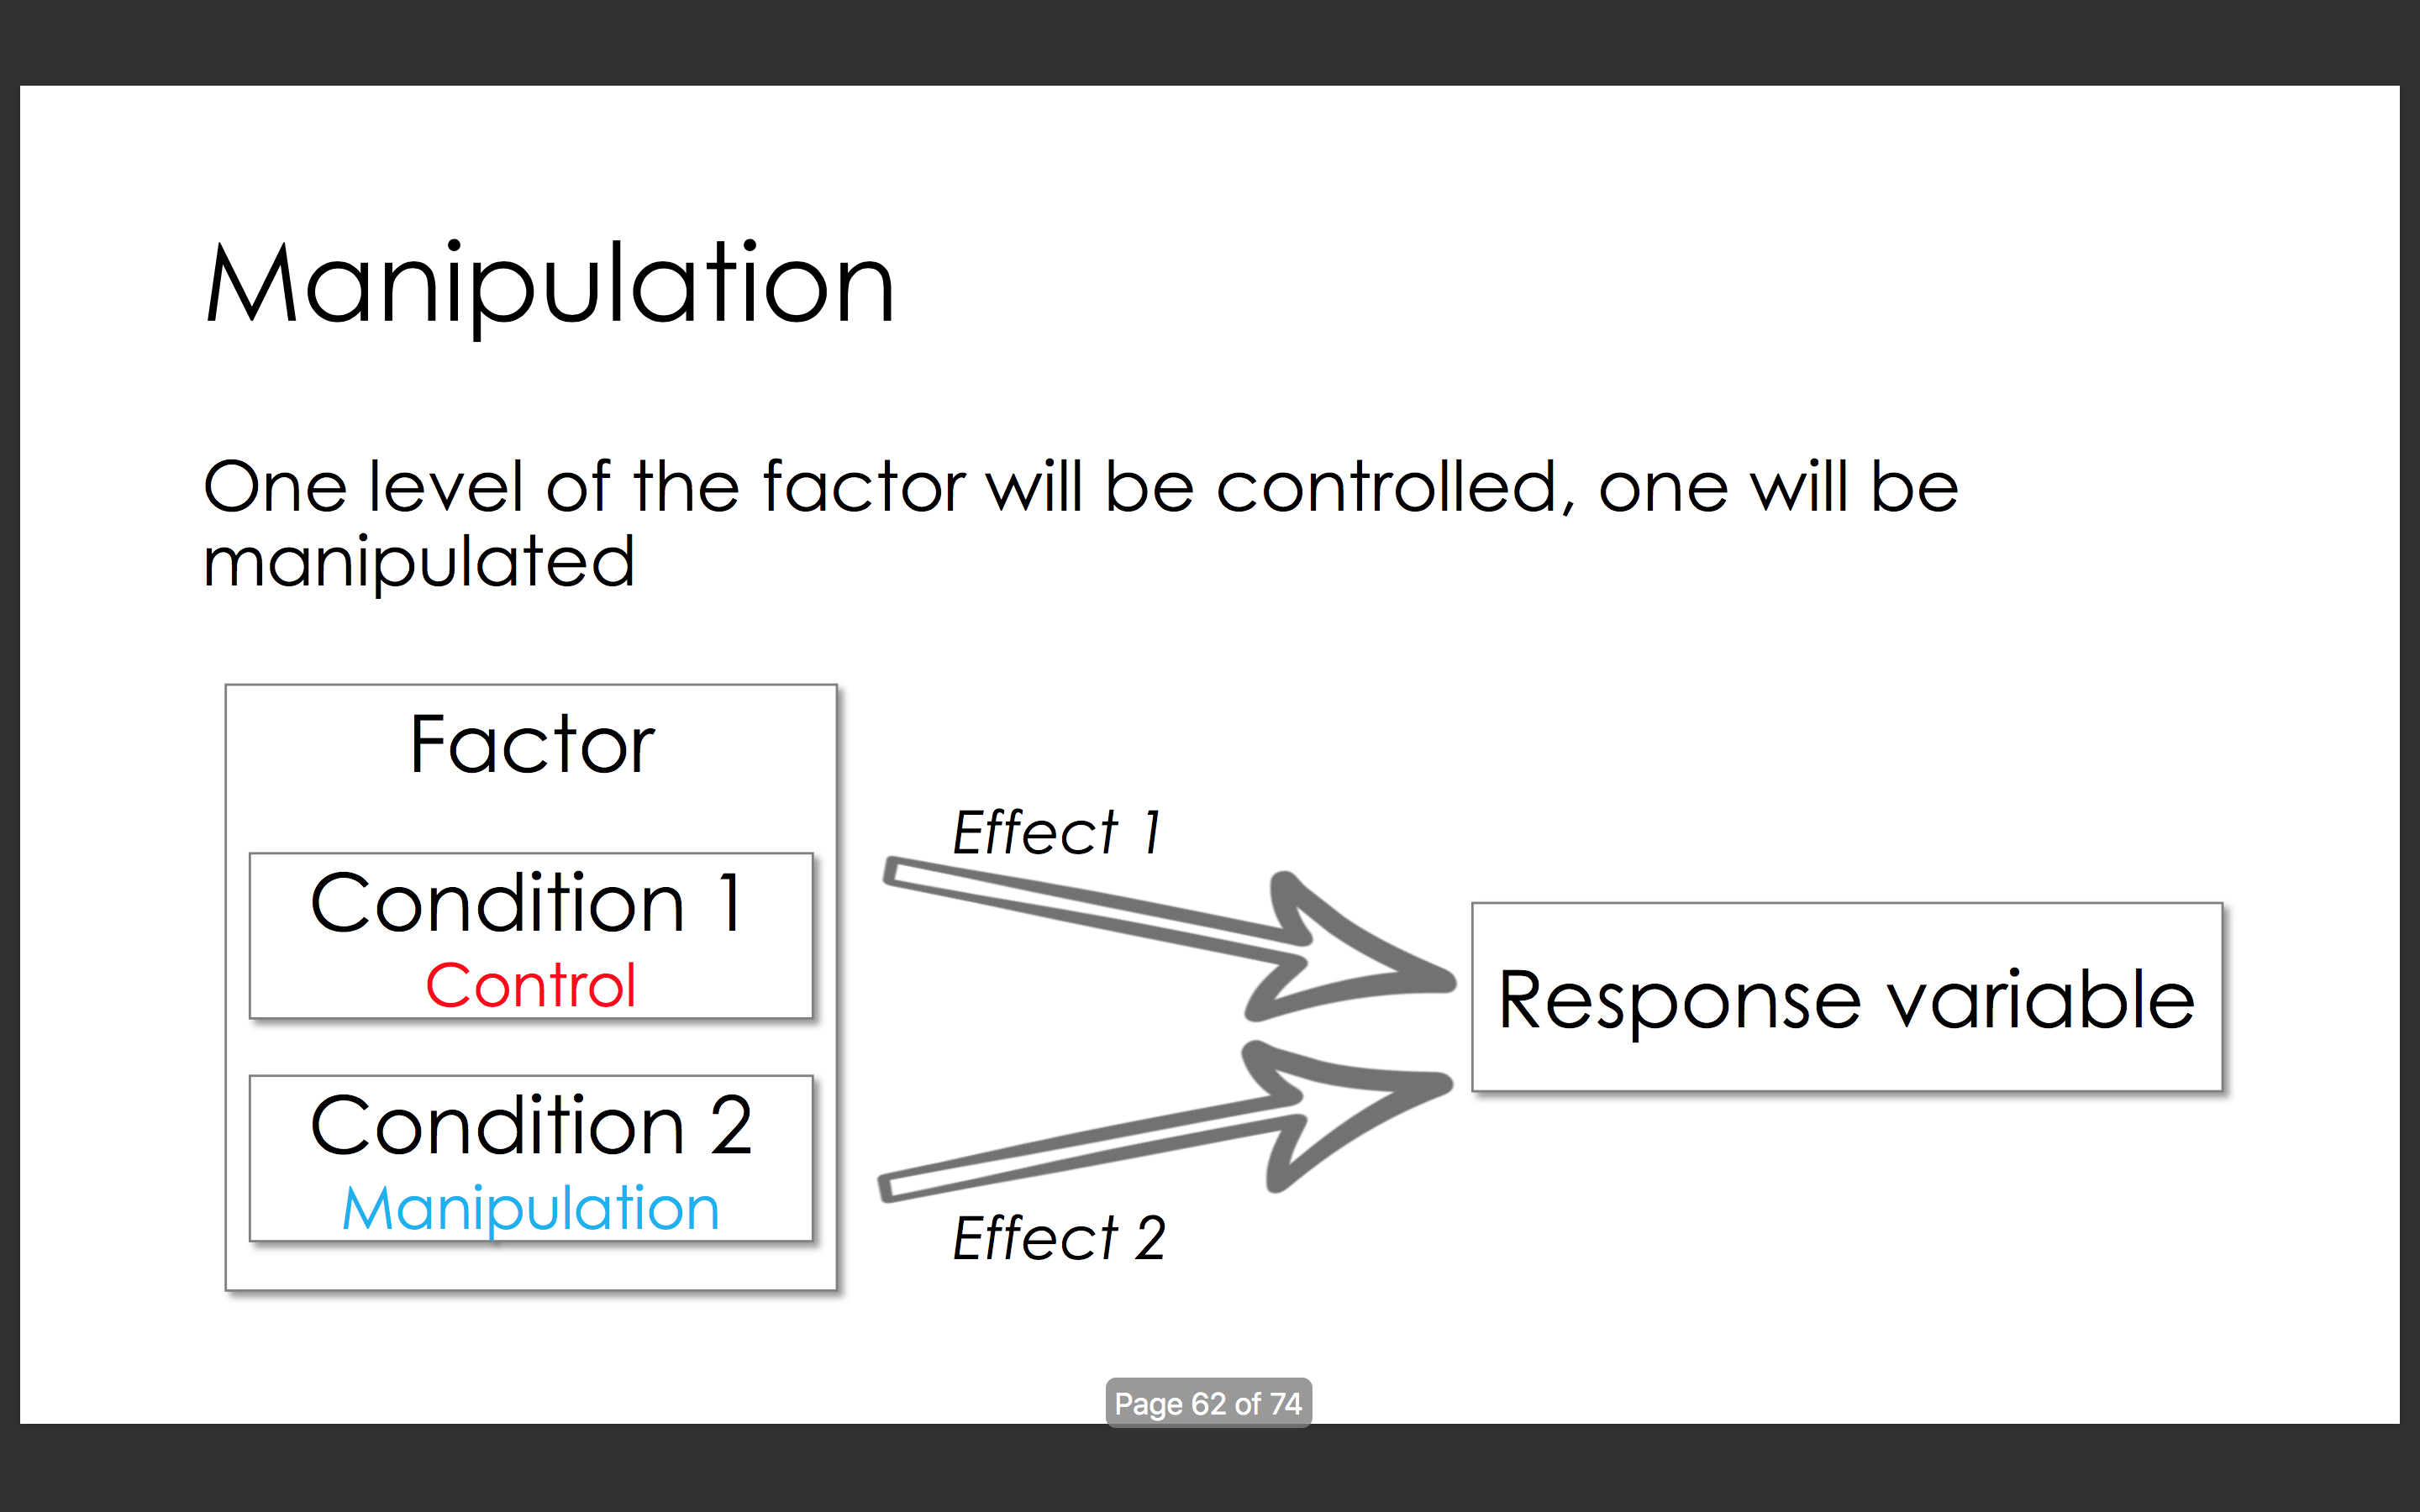 Manipulation
One level of the factor will be controlled, one will be
manipulated
Factor
Condition 1
Control
Condition 2
Manipulation
Effect 1
Effect 2
Response variable
Page 62 of 74